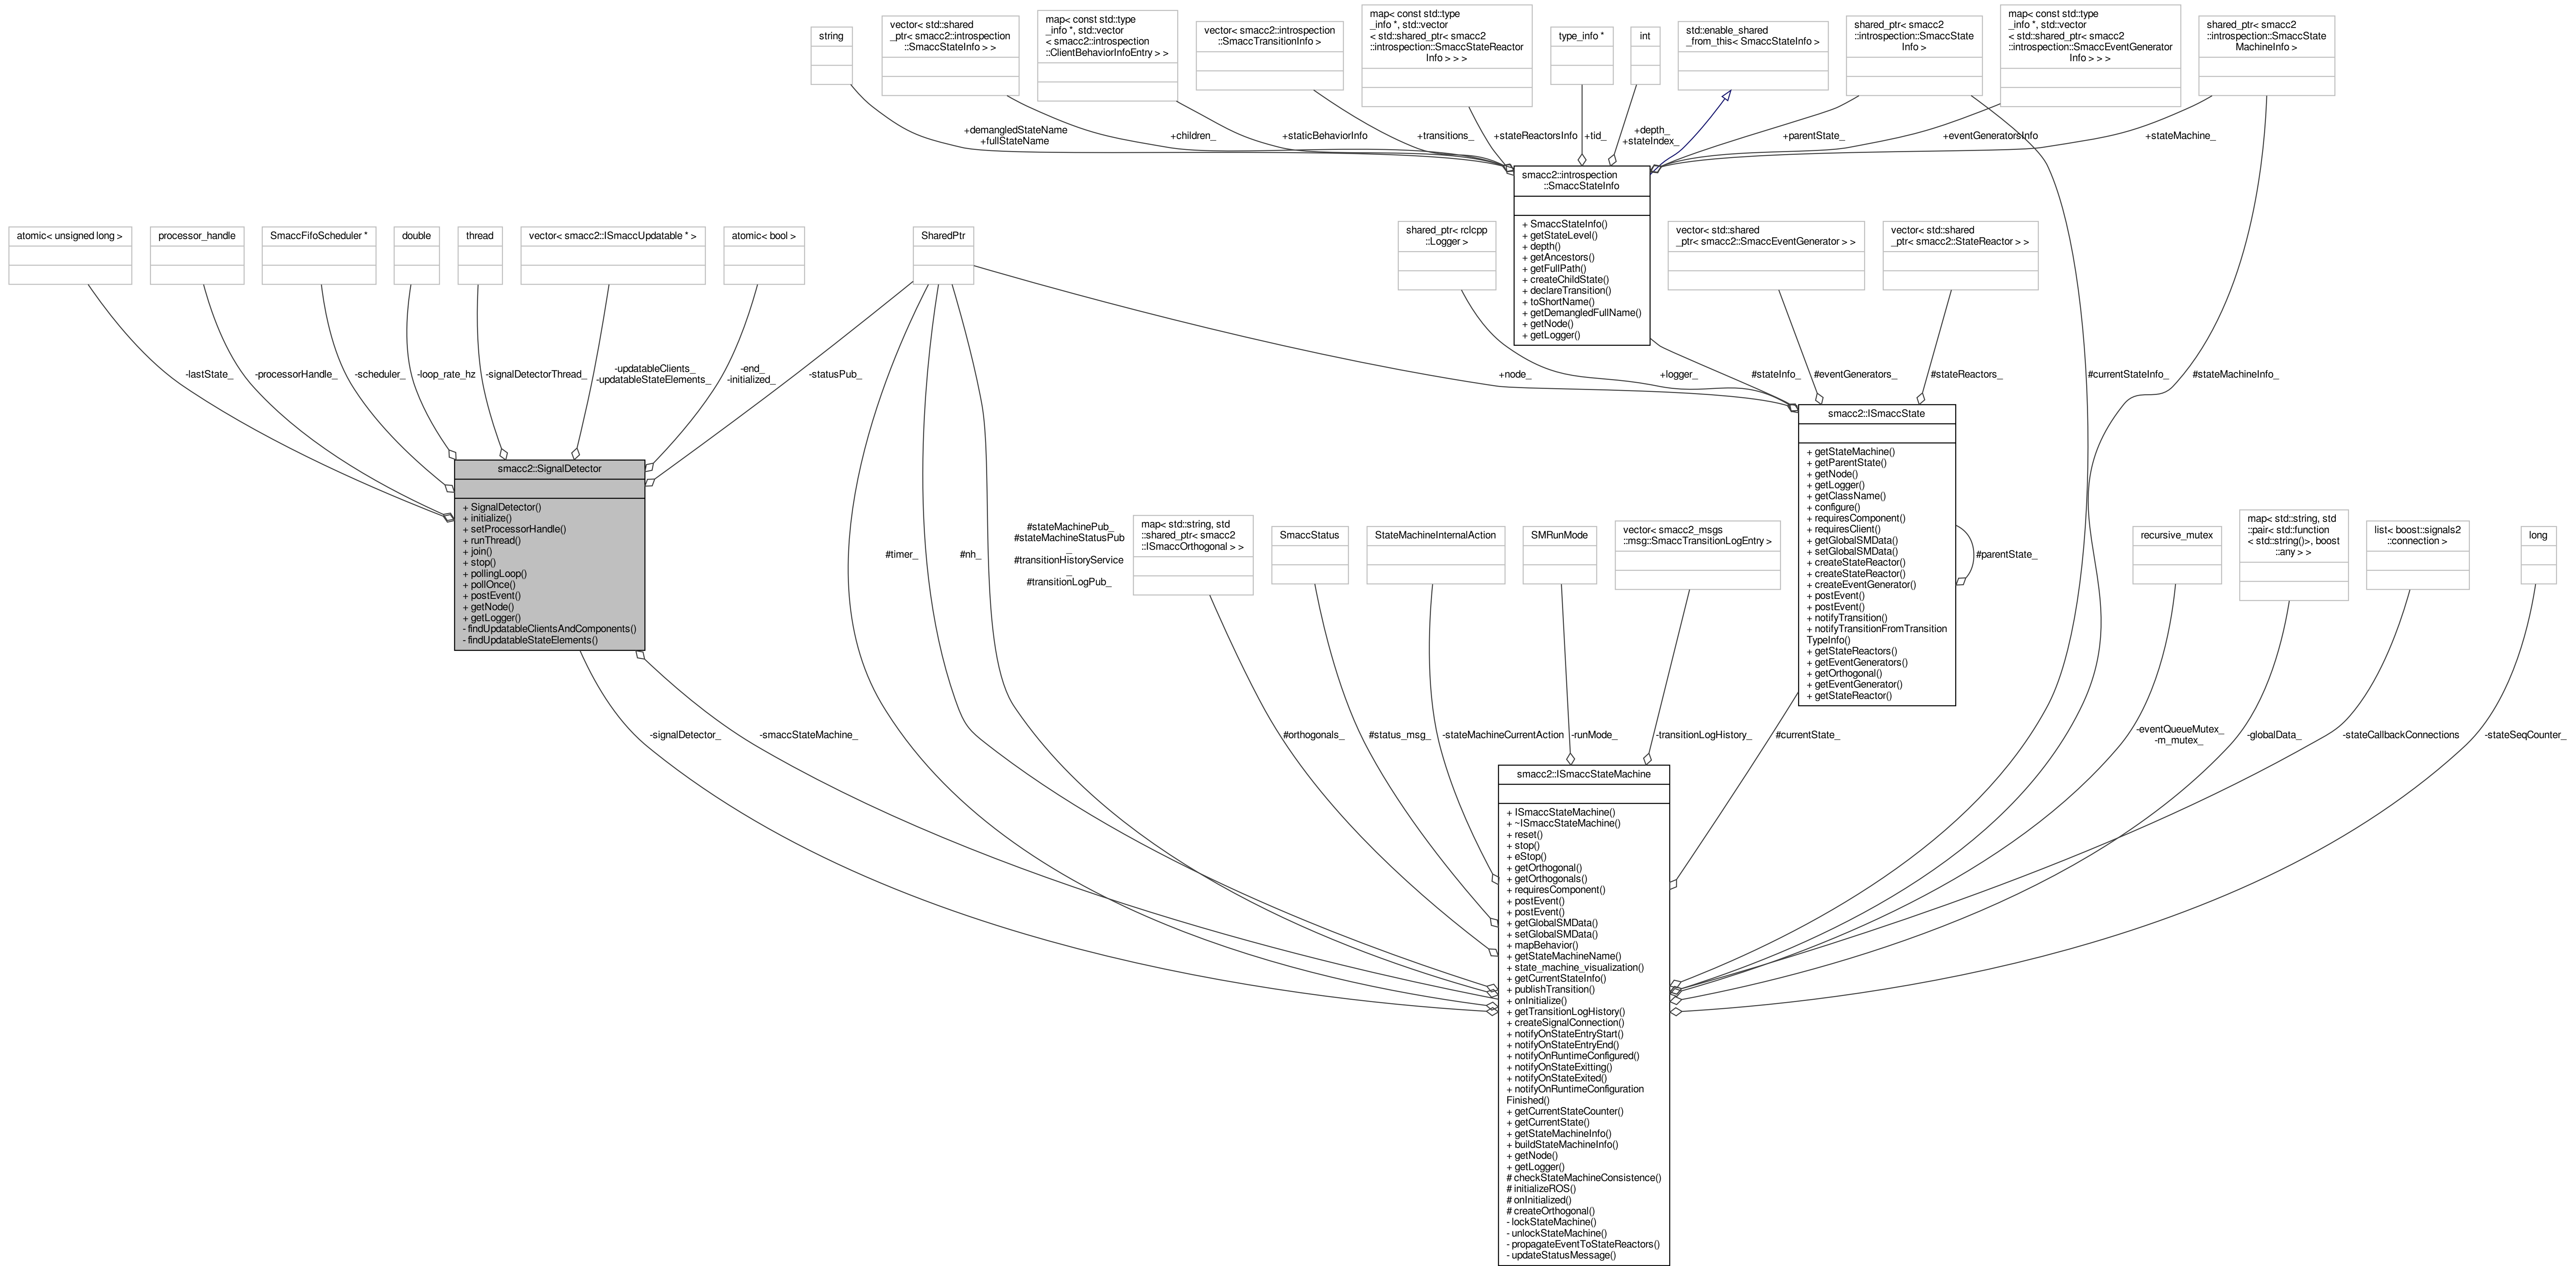 string
vector< std::shared
_ptr< smacc2::introspection
::SmaccStateInfo > >
map< const std::type
_info *, std::vector
< smacc2::introspection
::ClientBehaviorInfoEntry > >
vector< smacc2::introspection
::SmaccTransitionInfo >
map< const std::type
_info *, std::vector
< std::shared_ptr< smacc2
::introspection::SmaccStateReactor
Info > > >
type_info *
int
std::enable_shared
_from_this< SmaccStateInfo >
shared_ptr< smacc2
::introspection::SmaccState
Info >
map< const std::type
_info *, std::vector
< std::shared_ptr< smacc2
::introspection::SmaccEventGenerator
Info > > >
shared_ptr< smacc2
::introspection::SmaccState
MachineInfo >
+demangledStateName
+fullStateName
+children_
+staticBehaviorInfo
+transitions_
+stateReactorsInfo
+tid_
+depth_
+stateIndex_
+parentState_
+eventGeneratorsInfo
+stateMachine_
smacc2::introspection
::SmaccStateInfo
+ SmaccStateInfo()
+ getStateLevel()
+ depth()
+ getAncestors()
+ getFullPath()
+ createChildState()
+ declareTransition()
+ toShortName()
+ getDemangledFullName()
+ getNode()
+ getLogger()
atomic< unsigned long >
processor_handle
SmaccFifoScheduler *
double
thread
vector< smacc2::ISmaccUpdatable * >
atomic< bool >
SharedPtr
shared_ptr< rclcpp
::Logger >
vector< std::shared
_ptr< smacc2::SmaccEventGenerator > >
vector< std::shared
_ptr< smacc2::StateReactor > >
-lastState_
-processorHandle_
-scheduler_
-loop_rate_hz
-signalDetectorThread_
-updatableClients_
-updatableStateElements_
-end_
-initialized_
-statusPub_
+node_
+logger_
#stateInfo_
#eventGenerators_
#stateReactors_
#currentStateInfo_
#stateMachineInfo_
smacc2::SignalDetector
+ SignalDetector()
+ initialize()
+ setProcessorHandle()
+ runThread()
+ join()
+ stop()
+ pollingLoop()
+ pollOnce()
+ postEvent()
+ getNode()
+ getLogger()
- findUpdatableClientsAndComponents()
- findUpdatableStateElements()
smacc2::ISmaccState
+ getStateMachine()
+ getParentState()
+ getNode()
+ getLogger()
+ getClassName()
+ configure()
+ requiresComponent()
+ requiresClient()
+ getGlobalSMData()
+ setGlobalSMData()
+ createStateReactor()
+ createStateReactor()
+ createEventGenerator()
+ postEvent()
+ postEvent()
+ notifyTransition()
+ notifyTransitionFromTransition
TypeInfo()
+ getStateReactors()
+ getEventGenerators()
+ getOrthogonal()
+ getEventGenerator()
+ getStateReactor()
#parentState_
#timer_
#nh_
#stateMachinePub_
#stateMachineStatusPub
_
#transitionHistoryService
_
#transitionLogPub_
map< std::string, std
::shared_ptr< smacc2
::ISmaccOrthogonal > >
SmaccStatus
StateMachineInternalAction
SMRunMode
vector< smacc2_msgs
::msg::SmaccTransitionLogEntry >
recursive_mutex
map< std::string, std
::pair< std::function
< std::string()>, boost
::any > >
list< boost::signals2
::connection >
long
-signalDetector_
-smaccStateMachine_
#orthogonals_
#status_msg_
-stateMachineCurrentAction
-runMode_
-transitionLogHistory_
#currentState_
-eventQueueMutex_
-m_mutex_
-globalData_
-stateCallbackConnections
-stateSeqCounter_
smacc2::ISmaccStateMachine
+ ISmaccStateMachine()
+ ~ISmaccStateMachine()
+ reset()
+ stop()
+ eStop()
+ getOrthogonal()
+ getOrthogonals()
+ requiresComponent()
+ postEvent()
+ postEvent()
+ getGlobalSMData()
+ setGlobalSMData()
+ mapBehavior()
+ getStateMachineName()
+ state_machine_visualization()
+ getCurrentStateInfo()
+ publishTransition()
+ onInitialize()
+ getTransitionLogHistory()
+ createSignalConnection()
+ notifyOnStateEntryStart()
+ notifyOnStateEntryEnd()
+ notifyOnRuntimeConfigured()
+ notifyOnStateExitting()
+ notifyOnStateExited()
+ notifyOnRuntimeConfiguration
Finished()
+ getCurrentStateCounter()
+ getCurrentState()
+ getStateMachineInfo()
+ buildStateMachineInfo()
+ getNode()
+ getLogger()
# checkStateMachineConsistence()
# initializeROS()
# onInitialized()
# createOrthogonal()
- lockStateMachine()
- unlockStateMachine()
- propagateEventToStateReactors()
- updateStatusMessage()